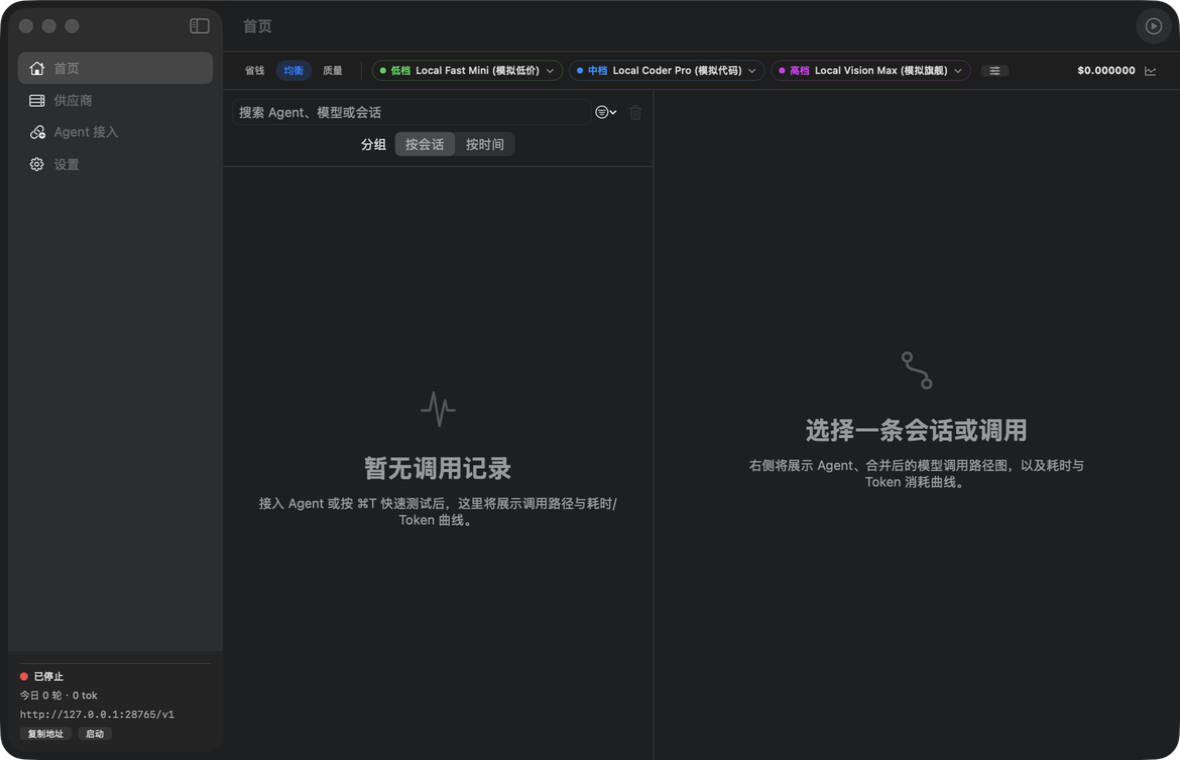 首页
首页
供应商
Agent 接入
设置
省钱 均衡 质量 低档 Local Fast Mini (模拟低价) 中档 Local Coder Pro (模拟代码) 高档 Local Vision Max (模拟旗舰) $0.000000
搜索 Agent、模型或会话
分组 按会话 按时间
暂无调用记录
接入 Agent 或按 ⌘T 快速测试后，这里将展示调用路径与耗时/
Token 曲线。
选择一条会话或调用
右侧将展示 Agent、合并后的模型调用路径图，以及耗时与
Token 消耗曲线。
已停止
今日 0 轮 · 0 tok
http://127.0.0.1:28765/v1
复制地址 启动